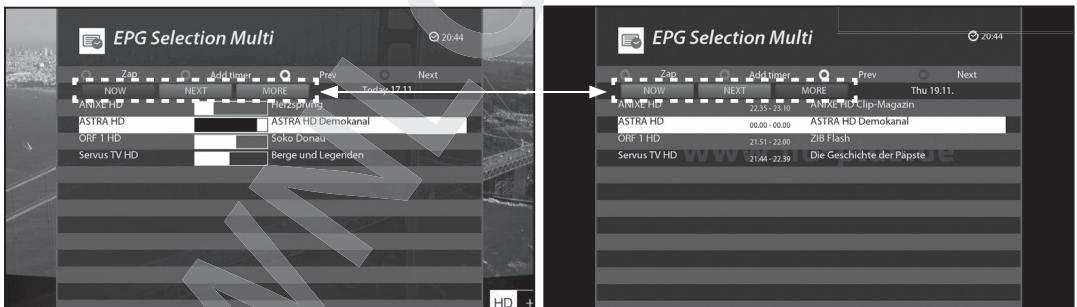 EPG Selection Multi
20:44
Zap Add timer Prev Next
NOW NEXT MORE Today 17.11.
ANIXE HD Herzsprung
ASTRA HD ASTRA HD Demokanal
ORF 1 HD Soko Donau
Servus TV HD Berge und Legenden
HD +
EPG Selection Multi
20:44
Zap Add timer Prev Next
NOW NEXT MORE Thu 19.11.
ANIXE HD 22.35 - 23.10 ANIXE HD Clip-Magazin
ASTRA HD 00.00 - 00.00 ASTRA HD Demokanal
ORF 1 HD 21.51 - 22.00 ZIB Flash
Servus TV HD 21.44 - 22.39 Die Geschichte der Päpste